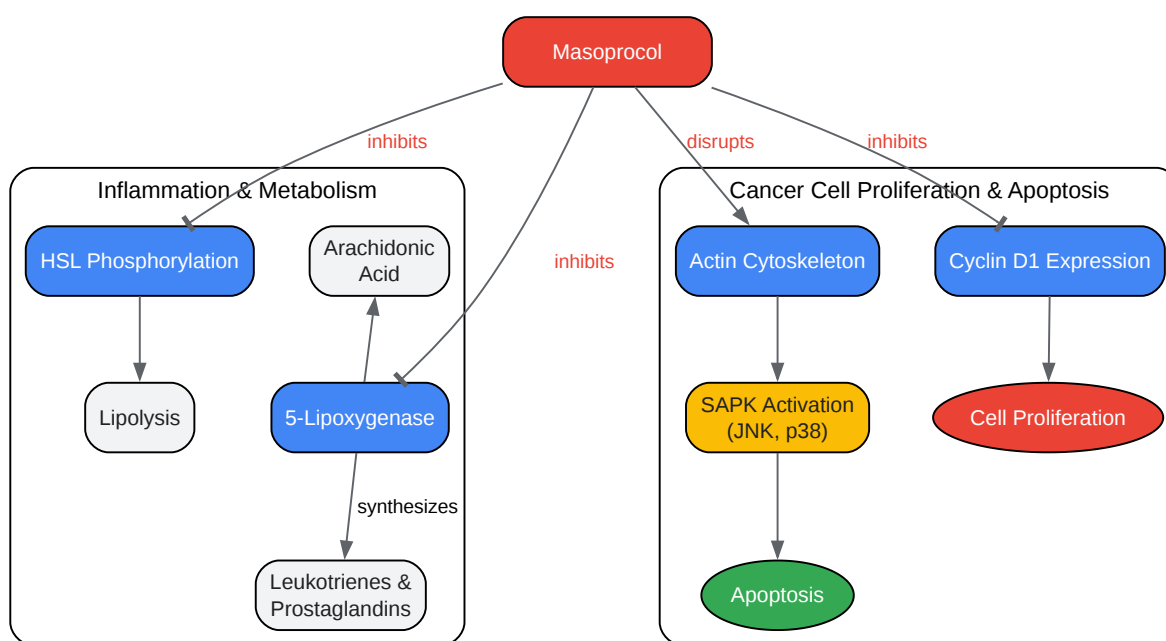 Masoprocol
inhibits
disrupts
inhibits
Inflammation & Metabolism
Cancer Cell Proliferation & Apoptosis
HSL Phosphorylation
Arachidonic
Acid
inhibits
Actin Cytoskeleton
Cyclin D1 Expression
Lipolysis
5-Lipoxygenase
SAPK Activation
(JNK, p38)
Cell Proliferation
synthesizes
Leukotrienes &
Prostaglandins
Apoptosis